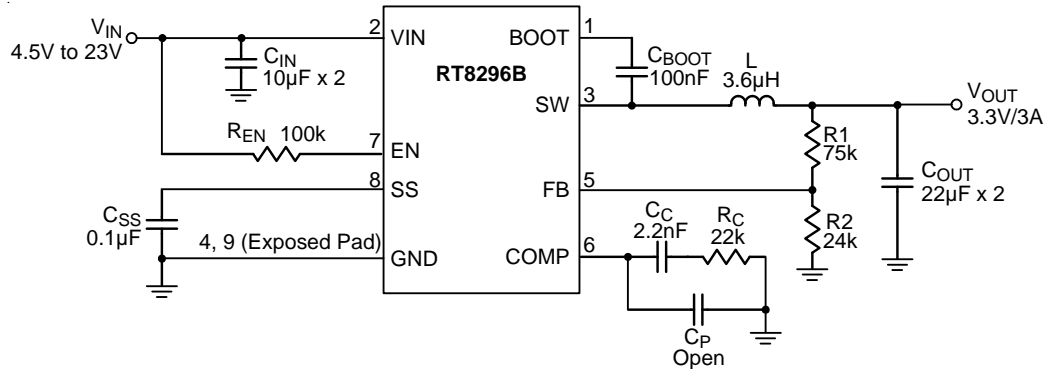 VIN
4.5V to 23V
CIN
10µF x 2
REN 100k
CSS
0.1µF
4, 9 (Exposed Pad)
2
7
8
VIN
EN
SS
GND
RT8296B
BOOT
SW
FB
COMP
1
3
5
6
CBOOT
100nF
L
3.6µH
VOUT
3.3V/3A
R1
75k
COUT
22µF x 2
R2
24k
CC
2.2nF
RC
22k
CP
Open